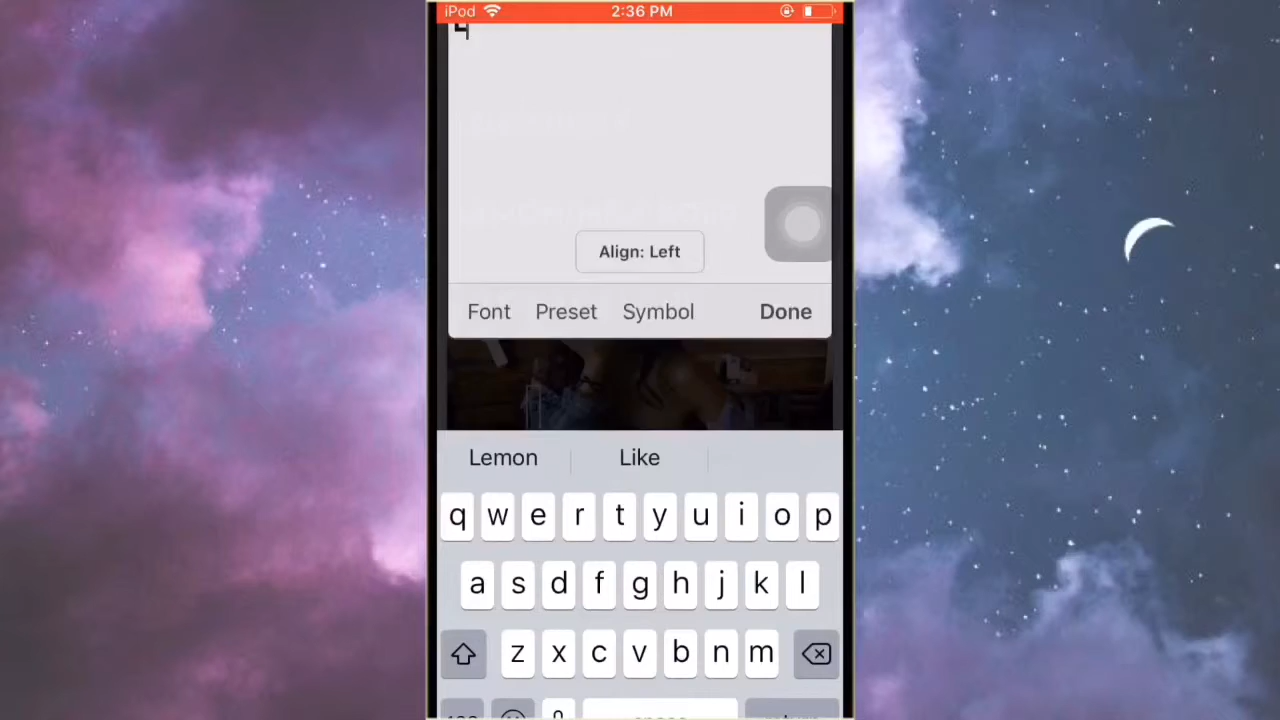 iPod 2:36 PM
Align: Left
Font Preset Symbol Done
Lemon Like
q w e r t y u i o p
a s d f g h j k l
z x c v b n m